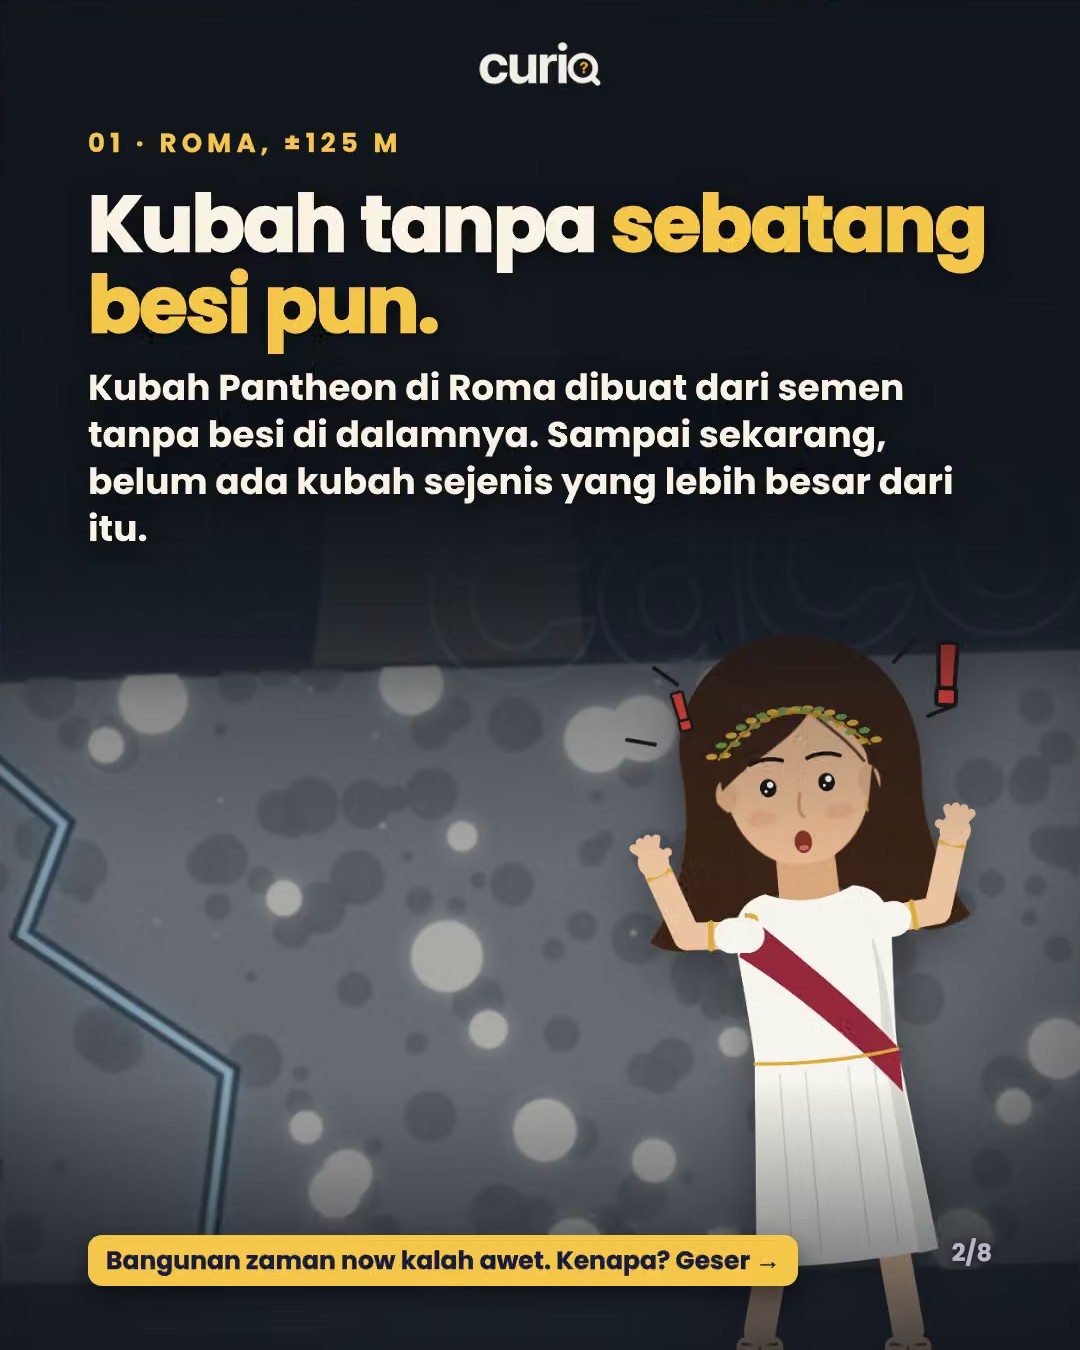 curiq
01 · ROMA, ±125 M
Kubah tanpa sebatang
besi pun.
Kubah Pantheon di Roma dibuat dari semen
tanpa besi di dalamnya. Sampai sekarang,
belum ada kubah sejenis yang lebih besar dari
itu.
Bangunan zaman now kalah awet. Kenapa? Geser →
2/8